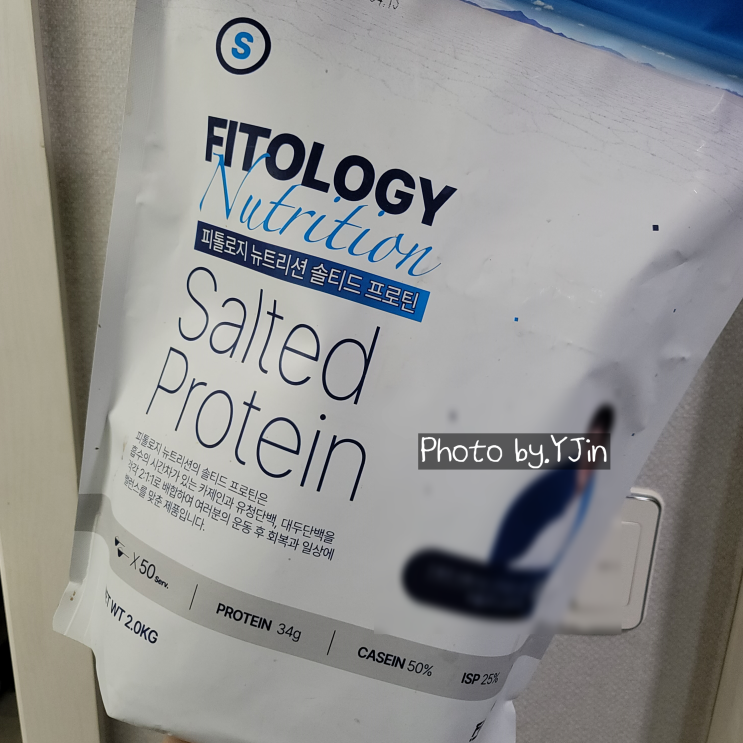 S
FITOLOGY
Nutrition
피톨로지 뉴트리션 솔티드 프로틴
Salted
Protein
피톨로지 뉴트리션의 솔티드 프로틴은
흡수의 시간차가 있는 카제인과 유청단백, 대두단백을
각각 2:1:1로 배합하여 여러분의 운동 후 회복과 일상에
밸런스를 맞춘 제품입니다.
Photo by.YJin
X 50 Serv.
PROTEIN 34g
CASEIN 50%
ISP 25%
WT 2.0KG